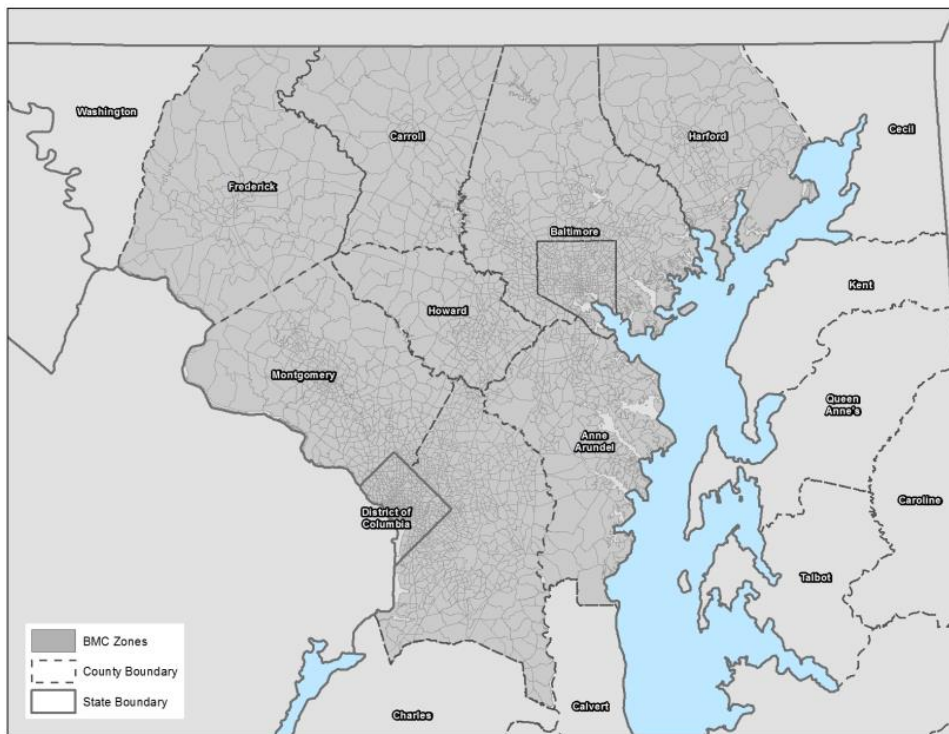 Washington
Carroll
Harford
Cecil
Frederick
Baltimore
Kent
Howard
Montgomery
Queen
Anne's
Anne
Arundel
Caroline
District of
Columbia
Talbot
BMC Zones
County Boundary
State Boundary
Calvert
Charles